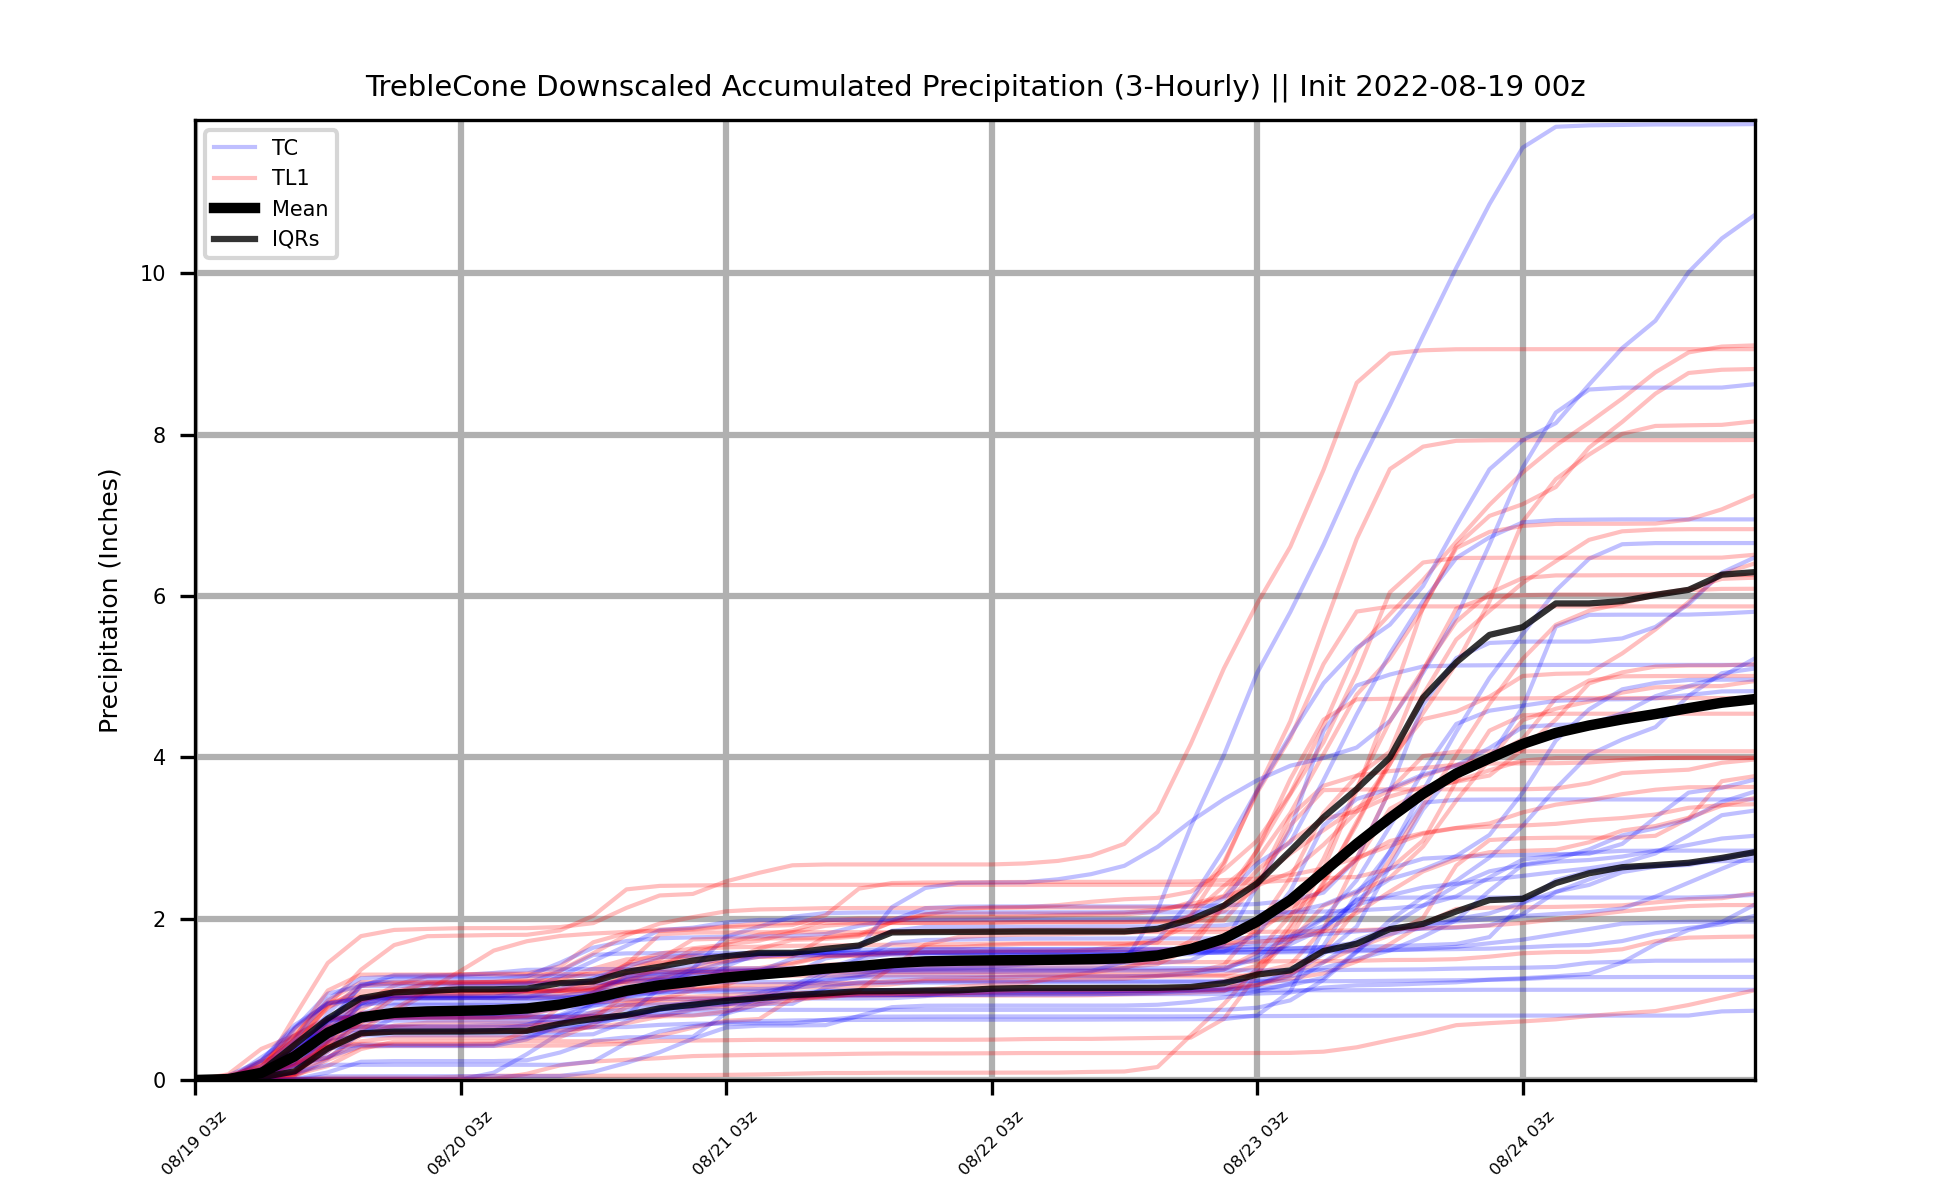 TrebleCone Downscaled Accumulated Precipitation (3-Hourly) || Init 2022-08-19 00z
TC
TL1
Mean
IQRs
Precipitation (Inches)
10
8
6
4
2
0
08/19 03z
08/20 03z
08/21 03z
08/22 03z
08/23 03z
08/24 03z